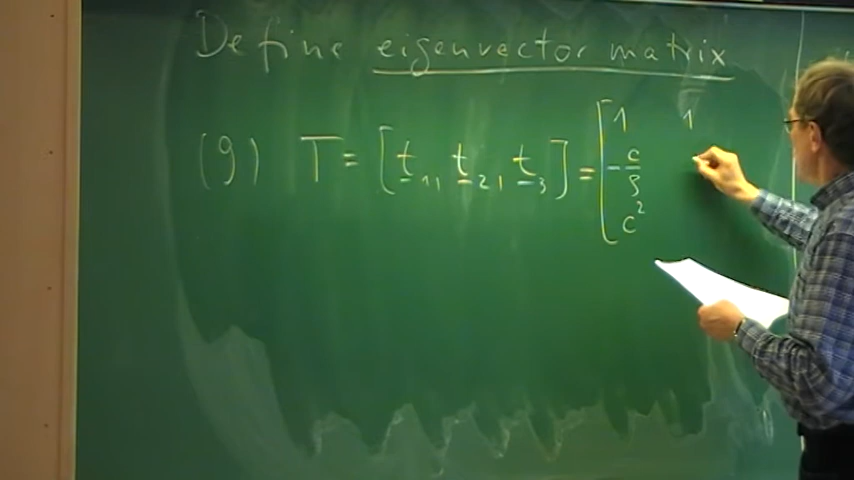 Define eigenvector matrix
(9) T = [t₁, t₂, t₃] = [ 1 1
-c/ρ
c²